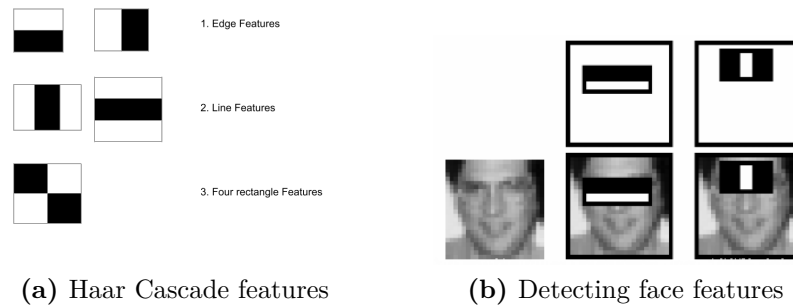 1. Edge Features
2. Line Features
3. Four rectangle Features
(a) Haar Cascade features
(b) Detecting face features